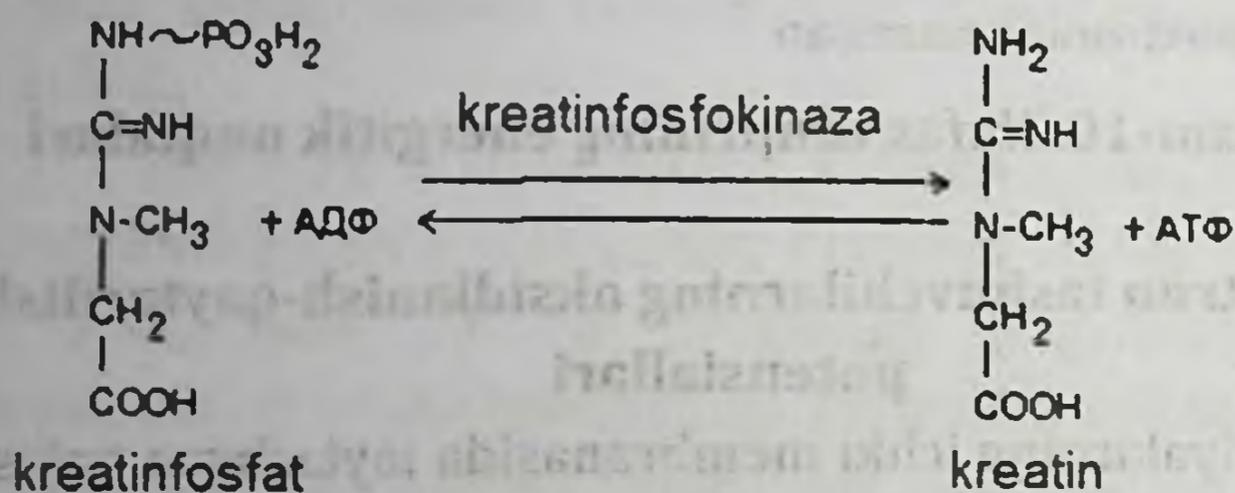 NH~PO3H2 NH2
C=NH kreatinfosfokinaza C=NH
N-CH3 + АДФ N-CH3 + АТФ
CH2 CH2
COOH COOH
kreatinfosfat kreatin